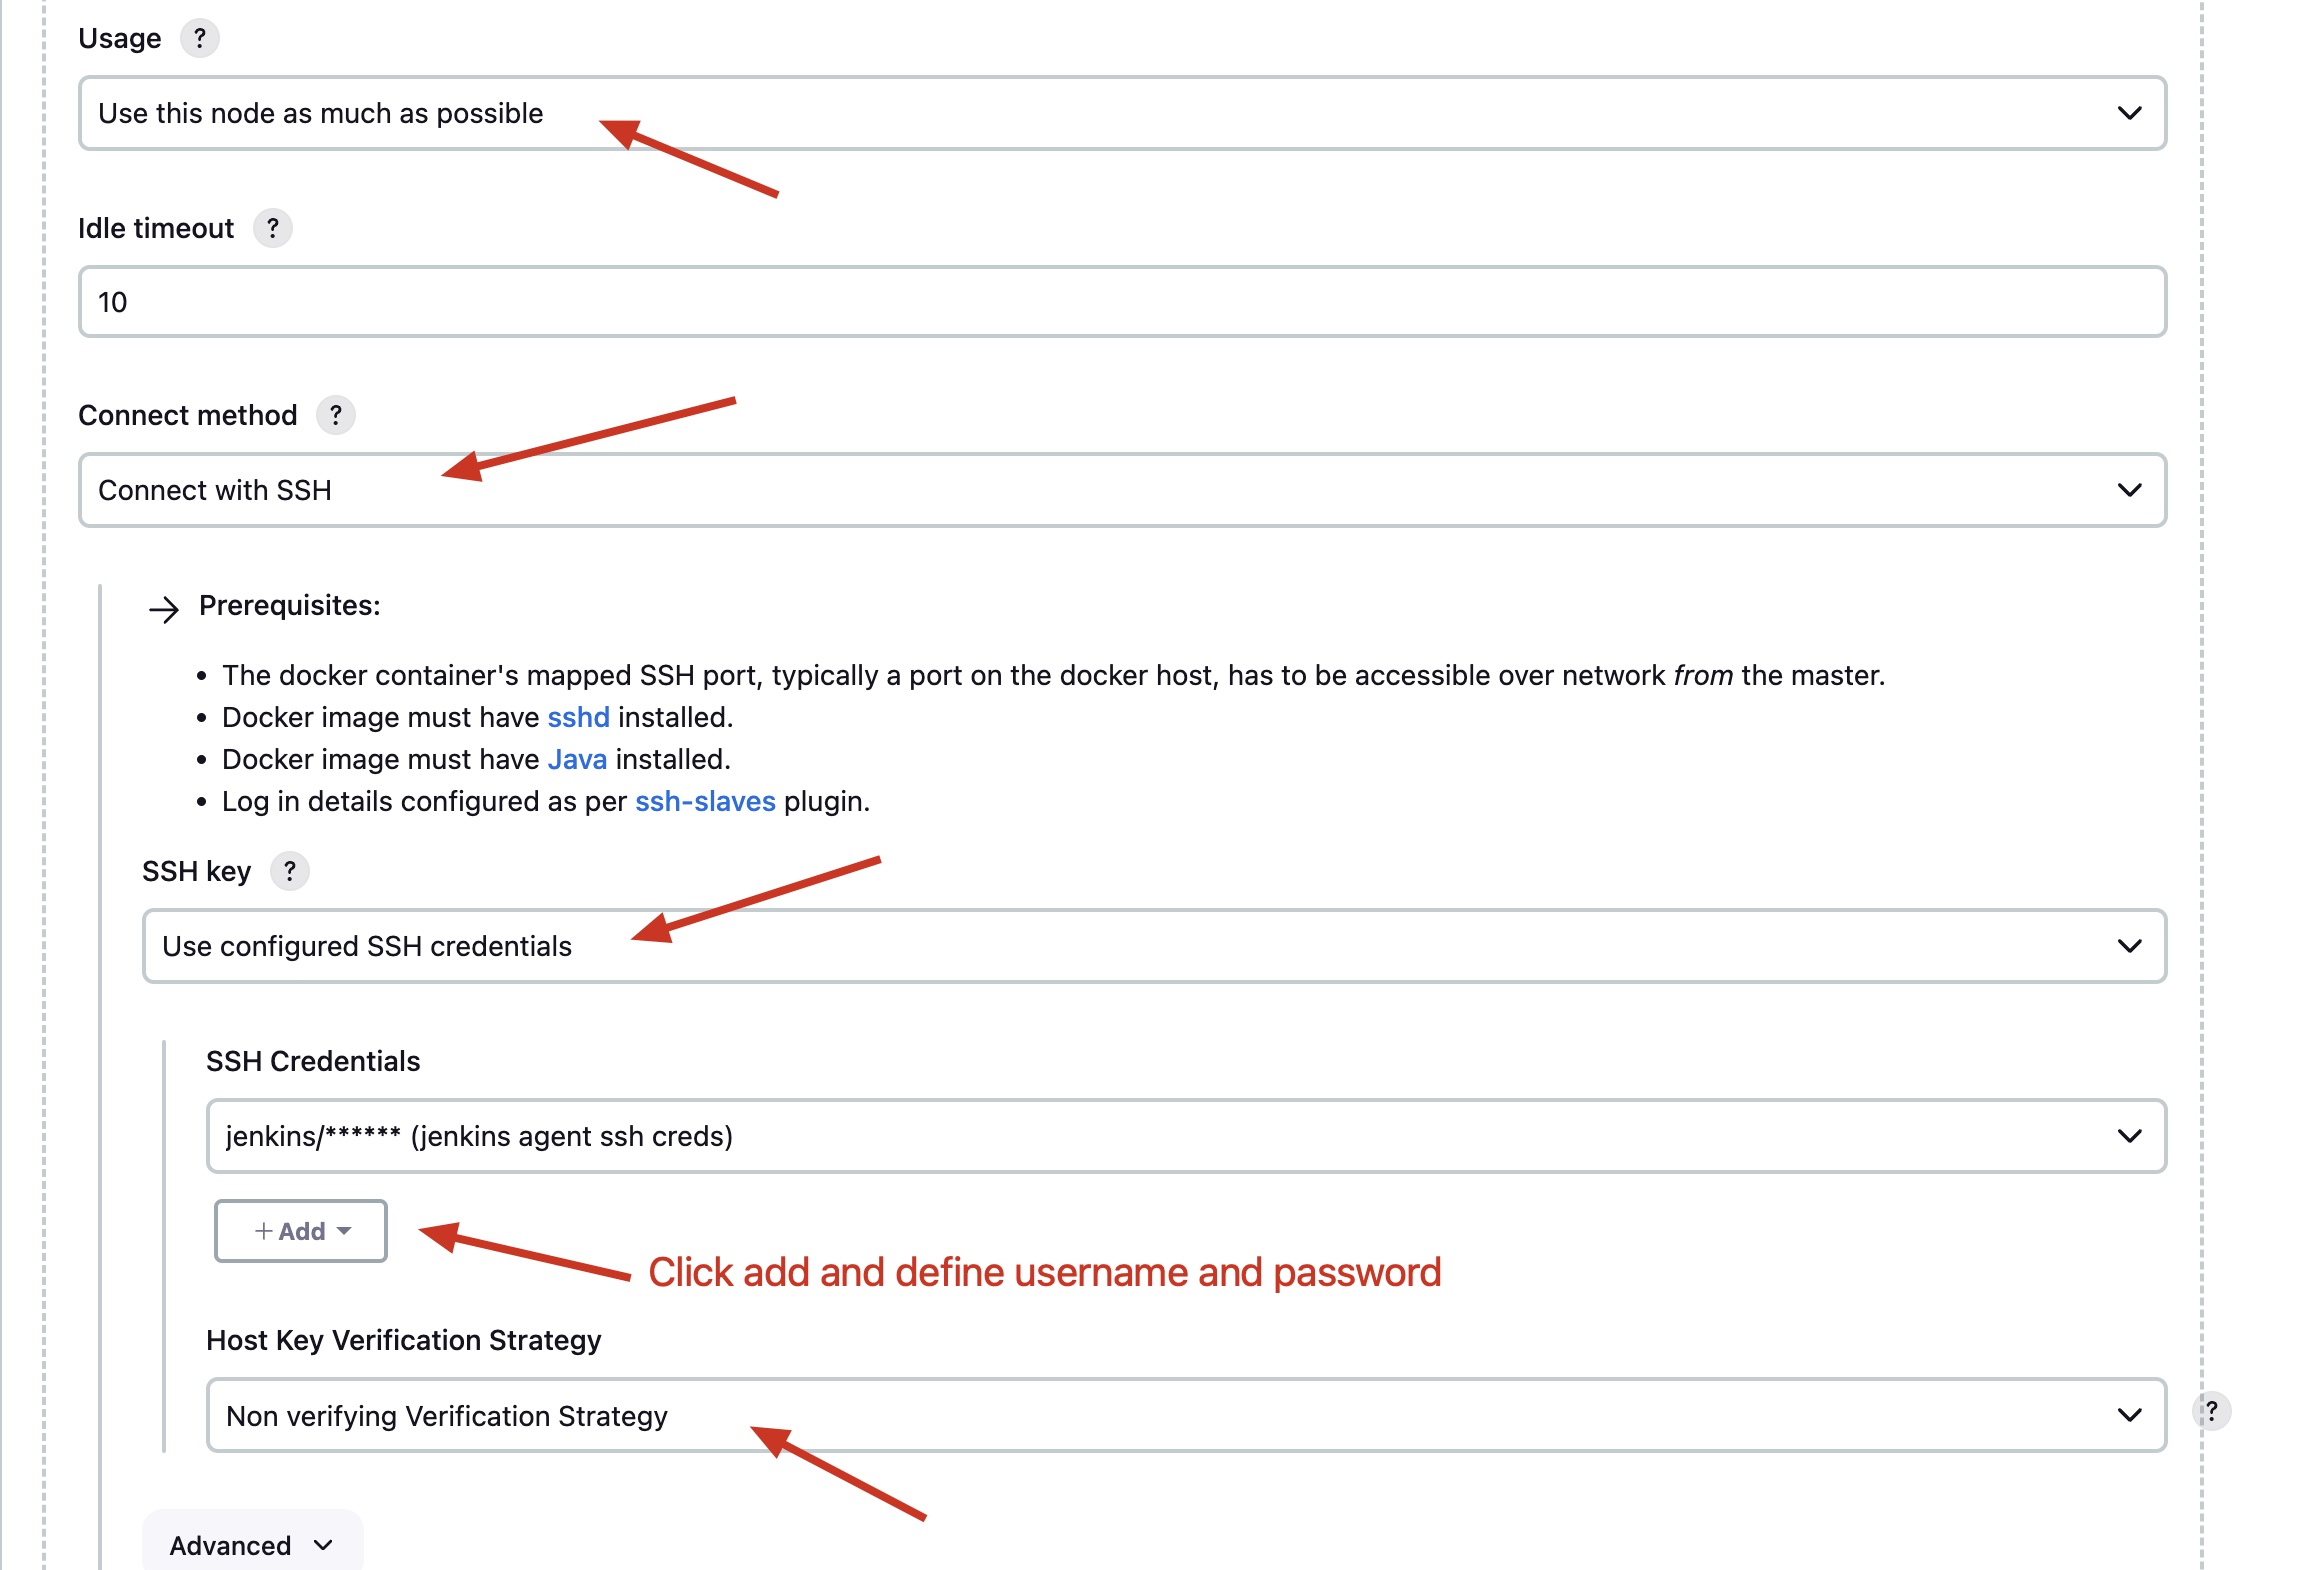 Usage ?
Use this node as much as possible
Idle timeout ?
10
Connect method ?
Connect with SSH
Prerequisites:
• The docker container's mapped SSH port, typically a port on the docker host, has to be accessible over network from the master.
• Docker image must have sshd installed.
• Docker image must have Java installed.
• Log in details configured as per ssh-slaves plugin.
SSH key ?
Use configured SSH credentials
SSH Credentials
jenkins/****** (jenkins agent ssh creds)
+ Add
Click add and define username and password
Host Key Verification Strategy
Non verifying Verification Strategy
?
Advanced